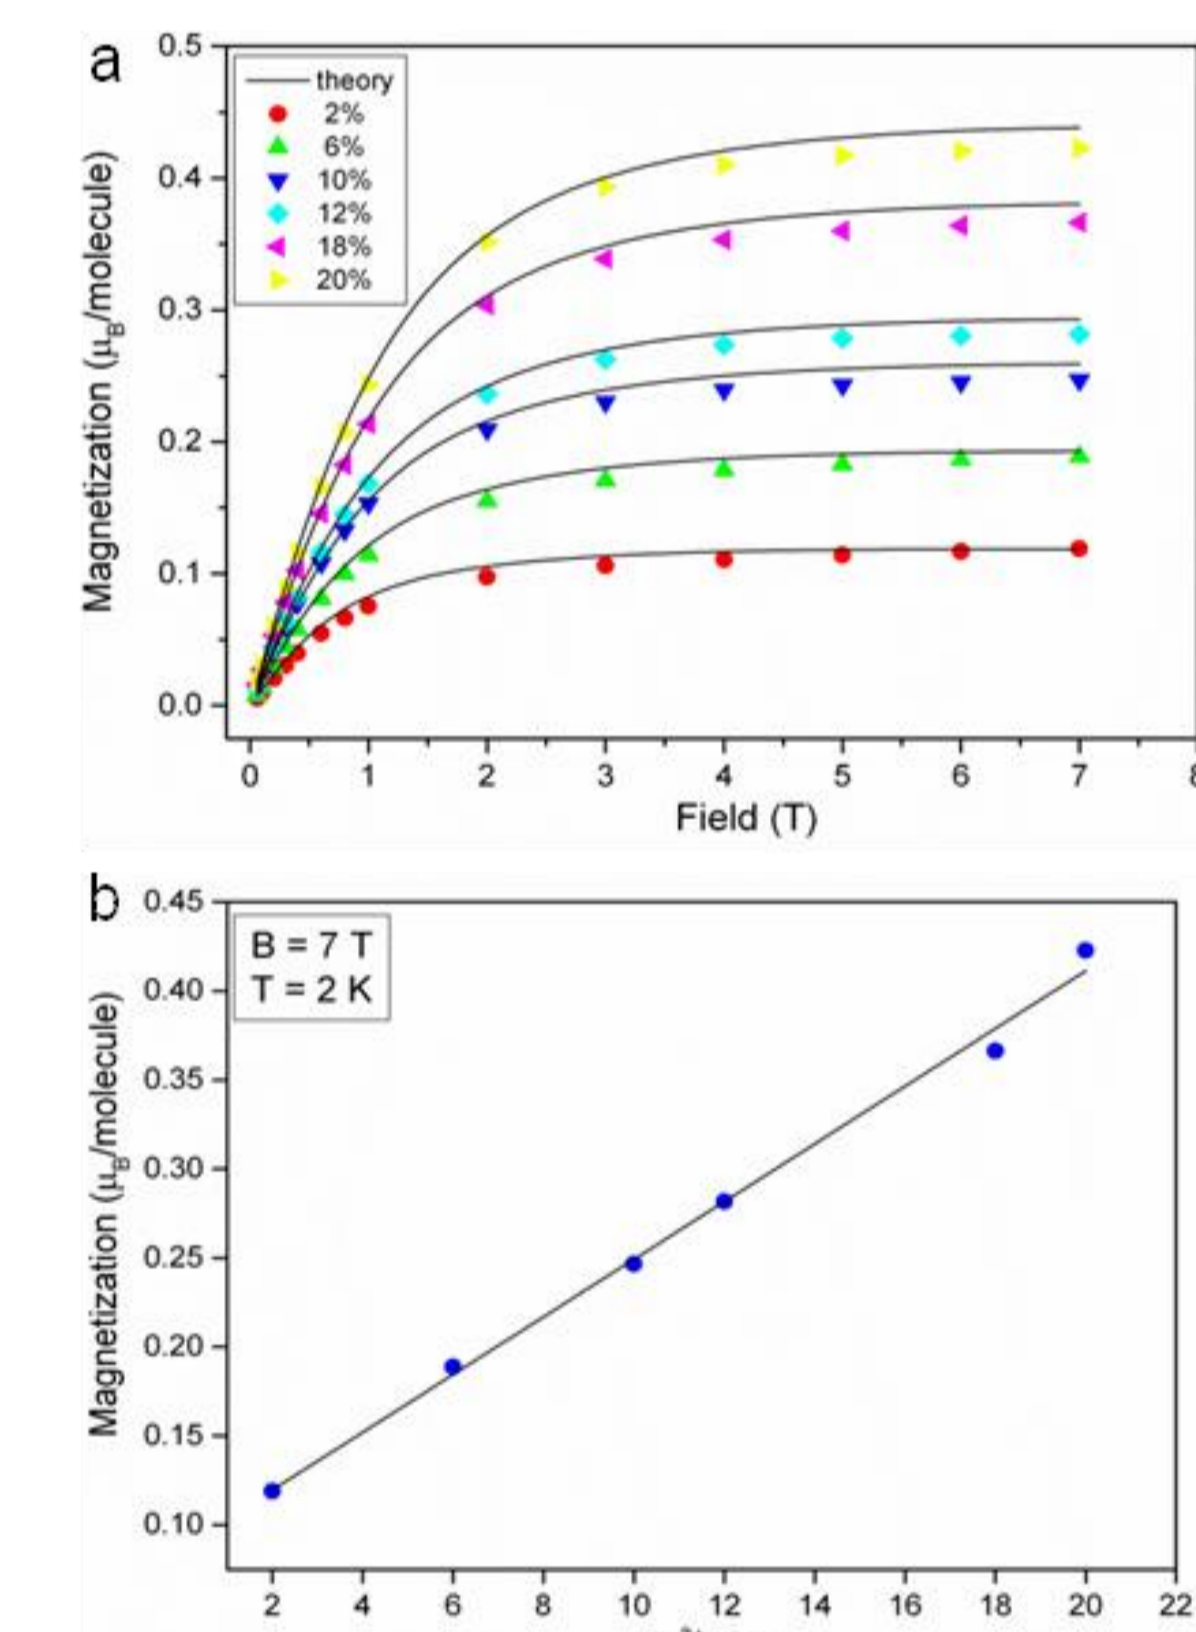 a
Magnetization (μB/molecule)
0.5
0.4
0.3
0.2
0.1
0.0
theory
2%
6%
10%
12%
18%
20%
0 1 2 3 4 5 6 7
Field (T)
b
Magnetization (μB/molecule)
0.45
0.40
0.35
0.30
0.25
0.20
0.15
0.10
B = 7 T
T = 2 K
2 4 6 8 10 12 14 16 18 20 22